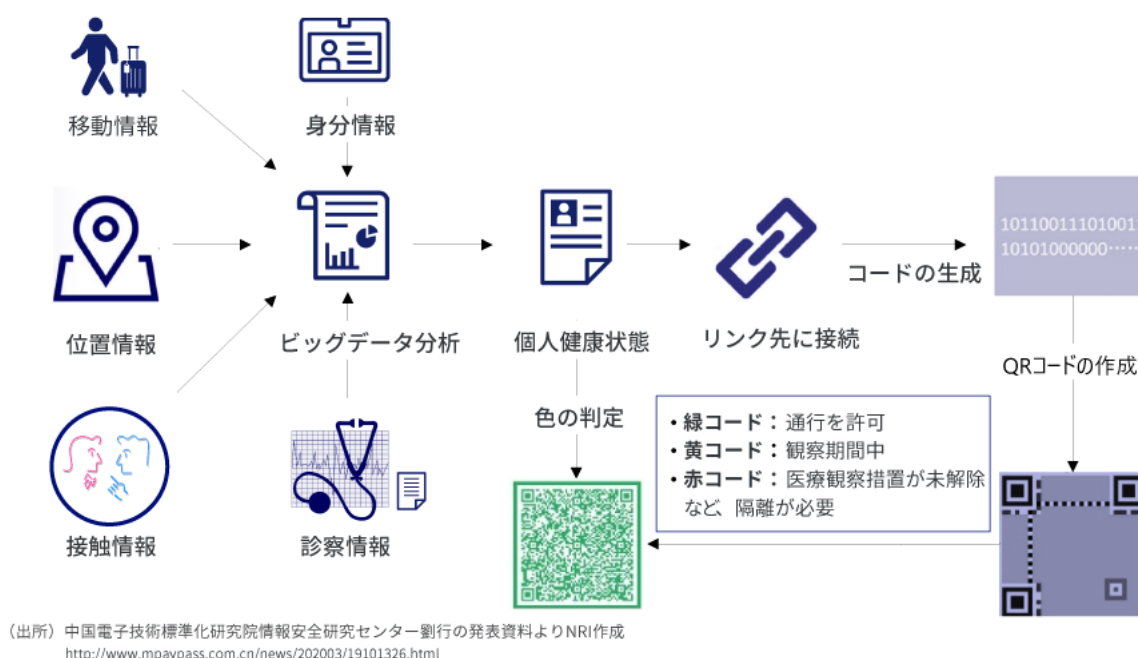 移動情報
身分情報
位置情報
ビッグデータ分析
個人健康状態
リンク先に接続
コードの生成
10110011101001
10101000000……
QRコードの作成
色の判定
・緑コード：通行を許可
・黄コード：観察期間中
・赤コード：医療観察措置が未解除
など、隔離が必要
接触情報
診察情報
（出所）中国電子技術標準化研究院情報安全研究センター劉行の発表資料よりNRI作成
http://www.mpaypass.com.cn/news/202003/19101326.html